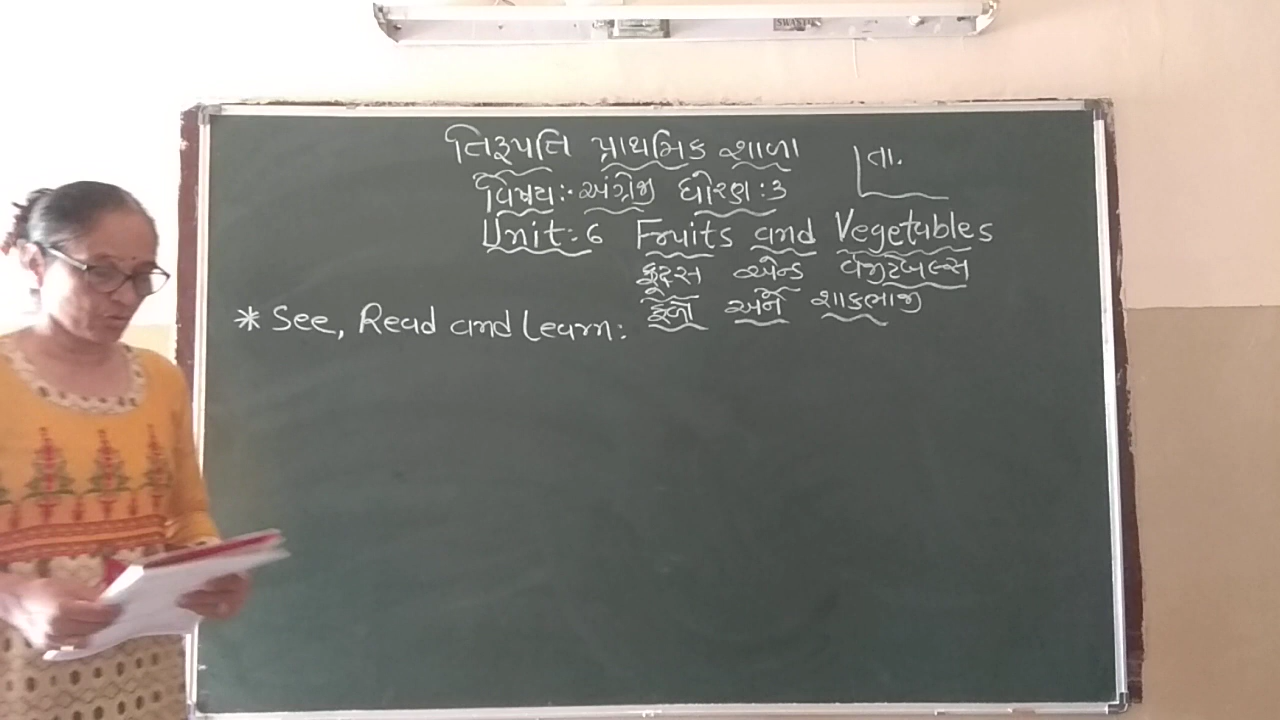 SWASTIK
તિરૂપતિ પ્રાથમિક શાળા
તા.
વિષય:- અંગ્રેજી ધોરણ : ૩
Unit:- 6 Fruits and Vegetables
ફ્રૂટ્સ એન્ડ વેજીટેબલ્સ
ફળો અને શાકભાજી
* See, Read and Learn: